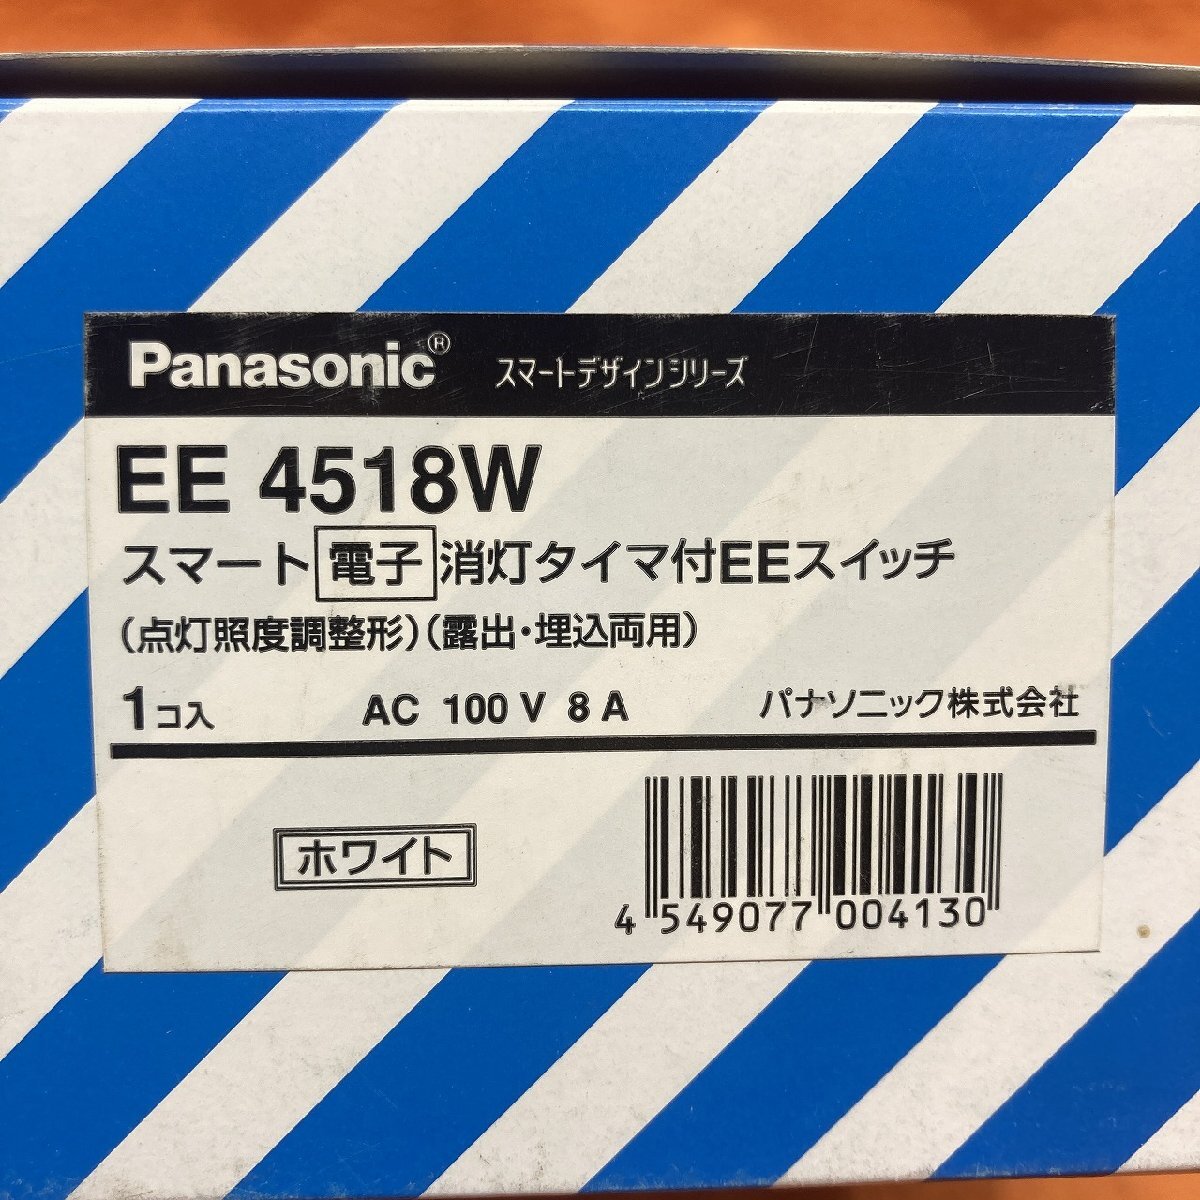 Panasonic® スマートデザインシリーズ
EE 4518W
スマート 電子 消灯タイマ付EEスイッチ
(点灯照度調整形)(露出・埋込両用)
1コ入 AC 100V 8A パナソニック株式会社
ホワイト
4 549077 004130